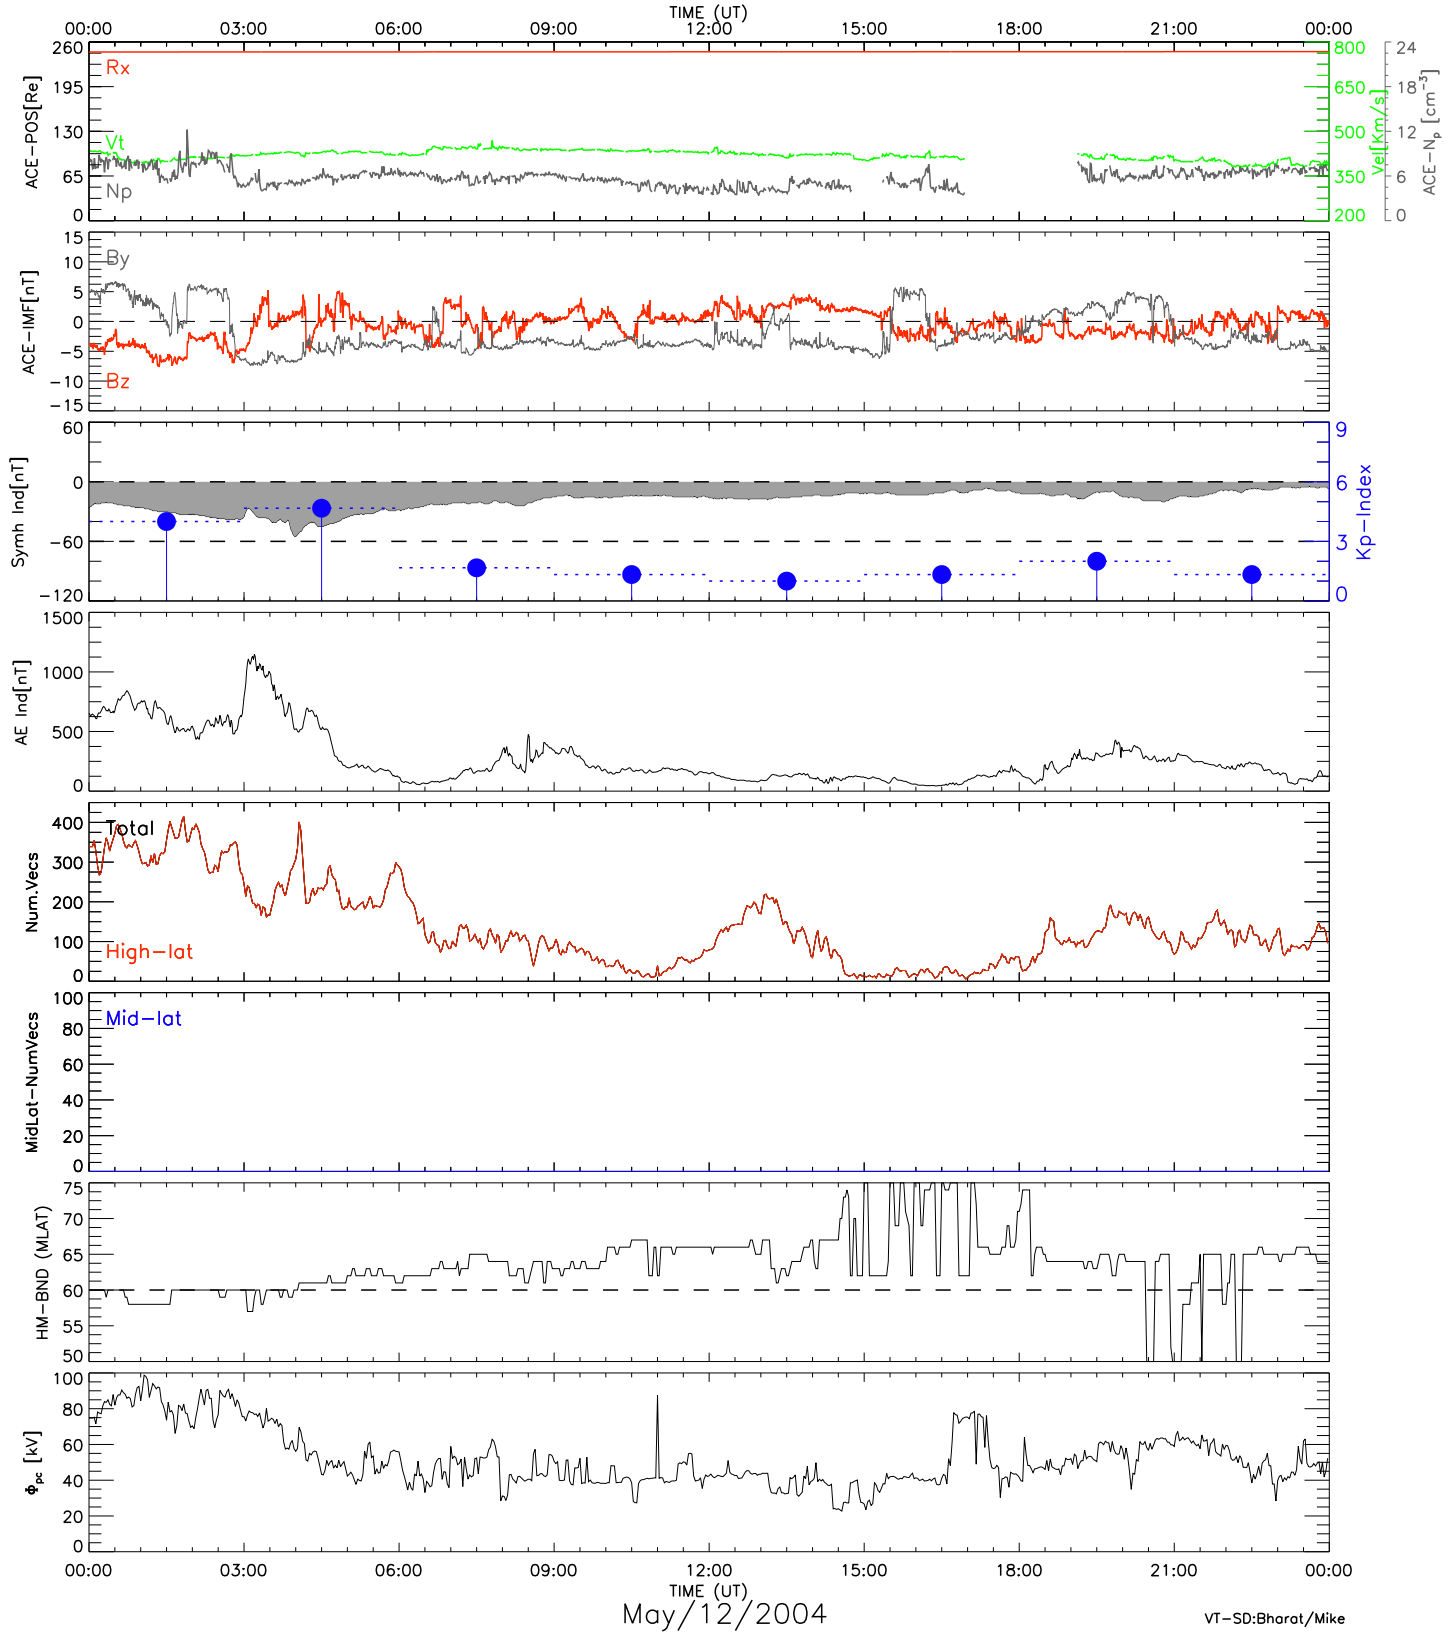 TIME (UT)
00:00 03:00 06:00 09:00 12:00 15:00 18:00 21:00 00:00
ACE-POS[Re]
260
195
130
65
0
Rx
Vt
Np
800
650
500
350
200
Vel[Km/s]
24
18
12
6
0
ACE-Np [cm-3]
ACE-IMF[nT]
15
10
5
0
-5
-10
-15
By
Bz
Symh Ind[nT]
60
0
-60
-120
9
6
3
0
Kp-Index
AE Ind[nT]
1500
1000
500
0
Num.Vecs
400
300
200
100
0
Total
High-lat
MidLat-NumVecs
100
80
60
40
20
0
Mid-lat
HM-BND (MLAT)
75
70
65
60
55
50
Φpc [kV]
100
80
60
40
20
0
00:00 03:00 06:00 09:00 12:00 15:00 18:00 21:00 00:00
TIME (UT)
May/12/2004
VT-SD:Bharat/Mike